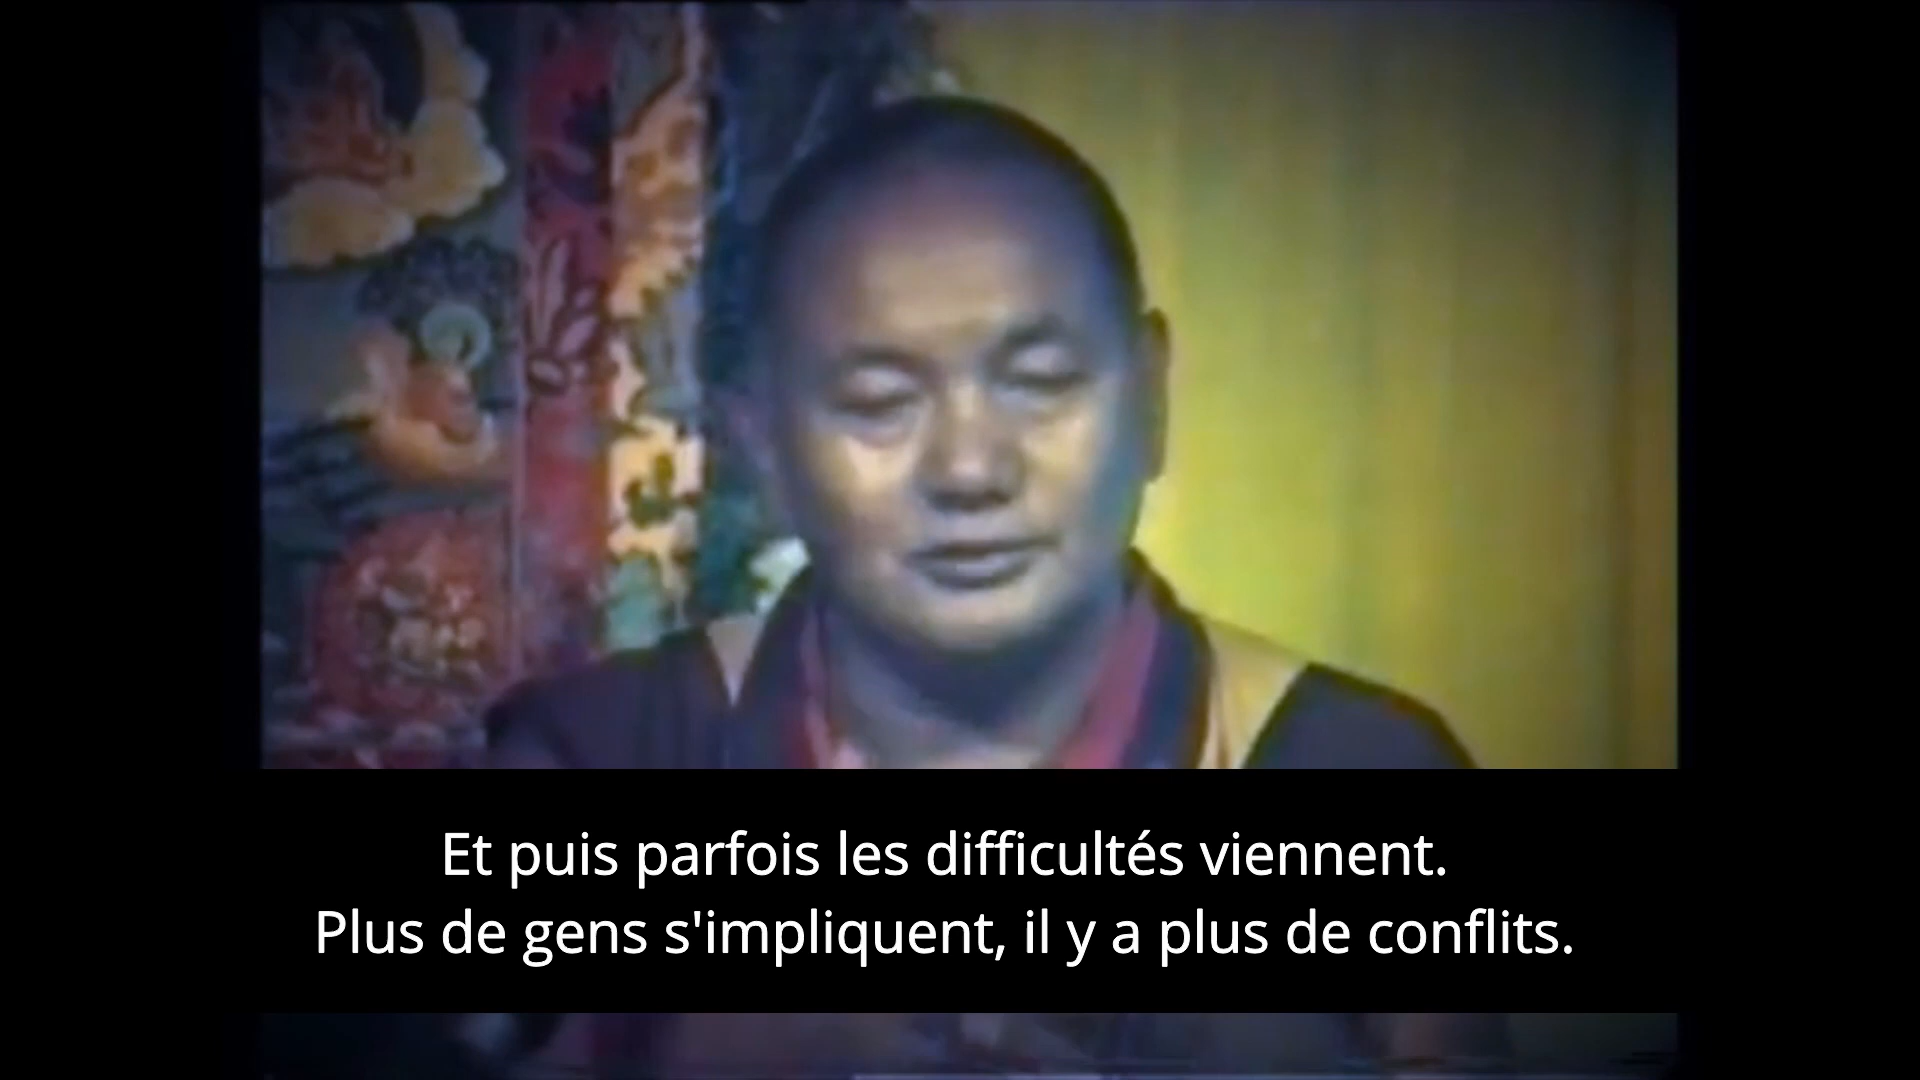 Et puis parfois les difficultés viennent.
Plus de gens s'impliquent, il y a plus de conflits.